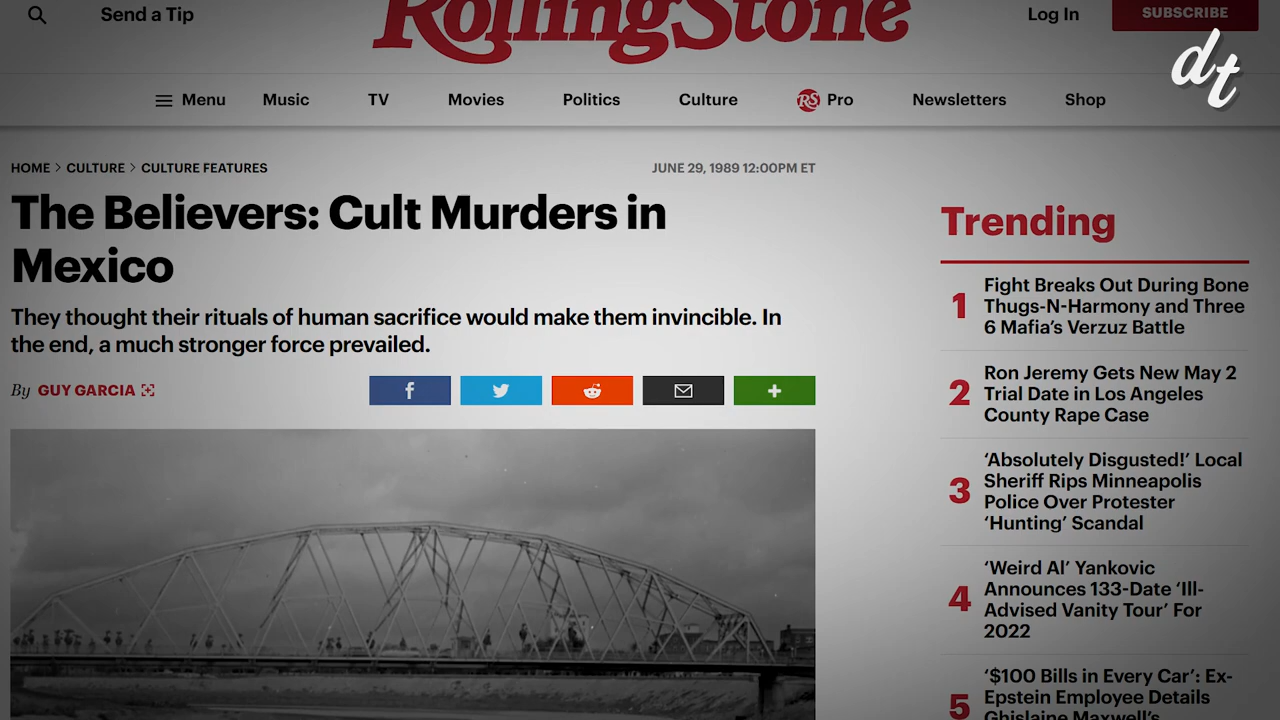 Send a Tip
RollingStone
Log In
SUBSCRIBE
dt
Menu
Music
TV
Movies
Politics
Culture
RS Pro
Newsletters
Shop
HOME > CULTURE > CULTURE FEATURES
JUNE 29, 1989 12:00PM ET
The Believers: Cult Murders in
Mexico
They thought their rituals of human sacrifice would make them invincible. In
the end, a much stronger force prevailed.
By GUY GARCIA
Trending
1
Fight Breaks Out During Bone
Thugs-N-Harmony and Three
6 Mafia's Verzuz Battle
2
Ron Jeremy Gets New May 2
Trial Date in Los Angeles
County Rape Case
3
‘Absolutely Disgusted!’ Local
Sheriff Rips Minneapolis
Police Over Protester
‘Hunting’ Scandal
4
‘Weird Al’ Yankovic
Announces 133-Date ‘Ill-
Advised Vanity Tour’ For
2022
5
‘$100 Bills in Every Car’: Ex-
Epstein Employee Details
Ghislaine Maxwell’s